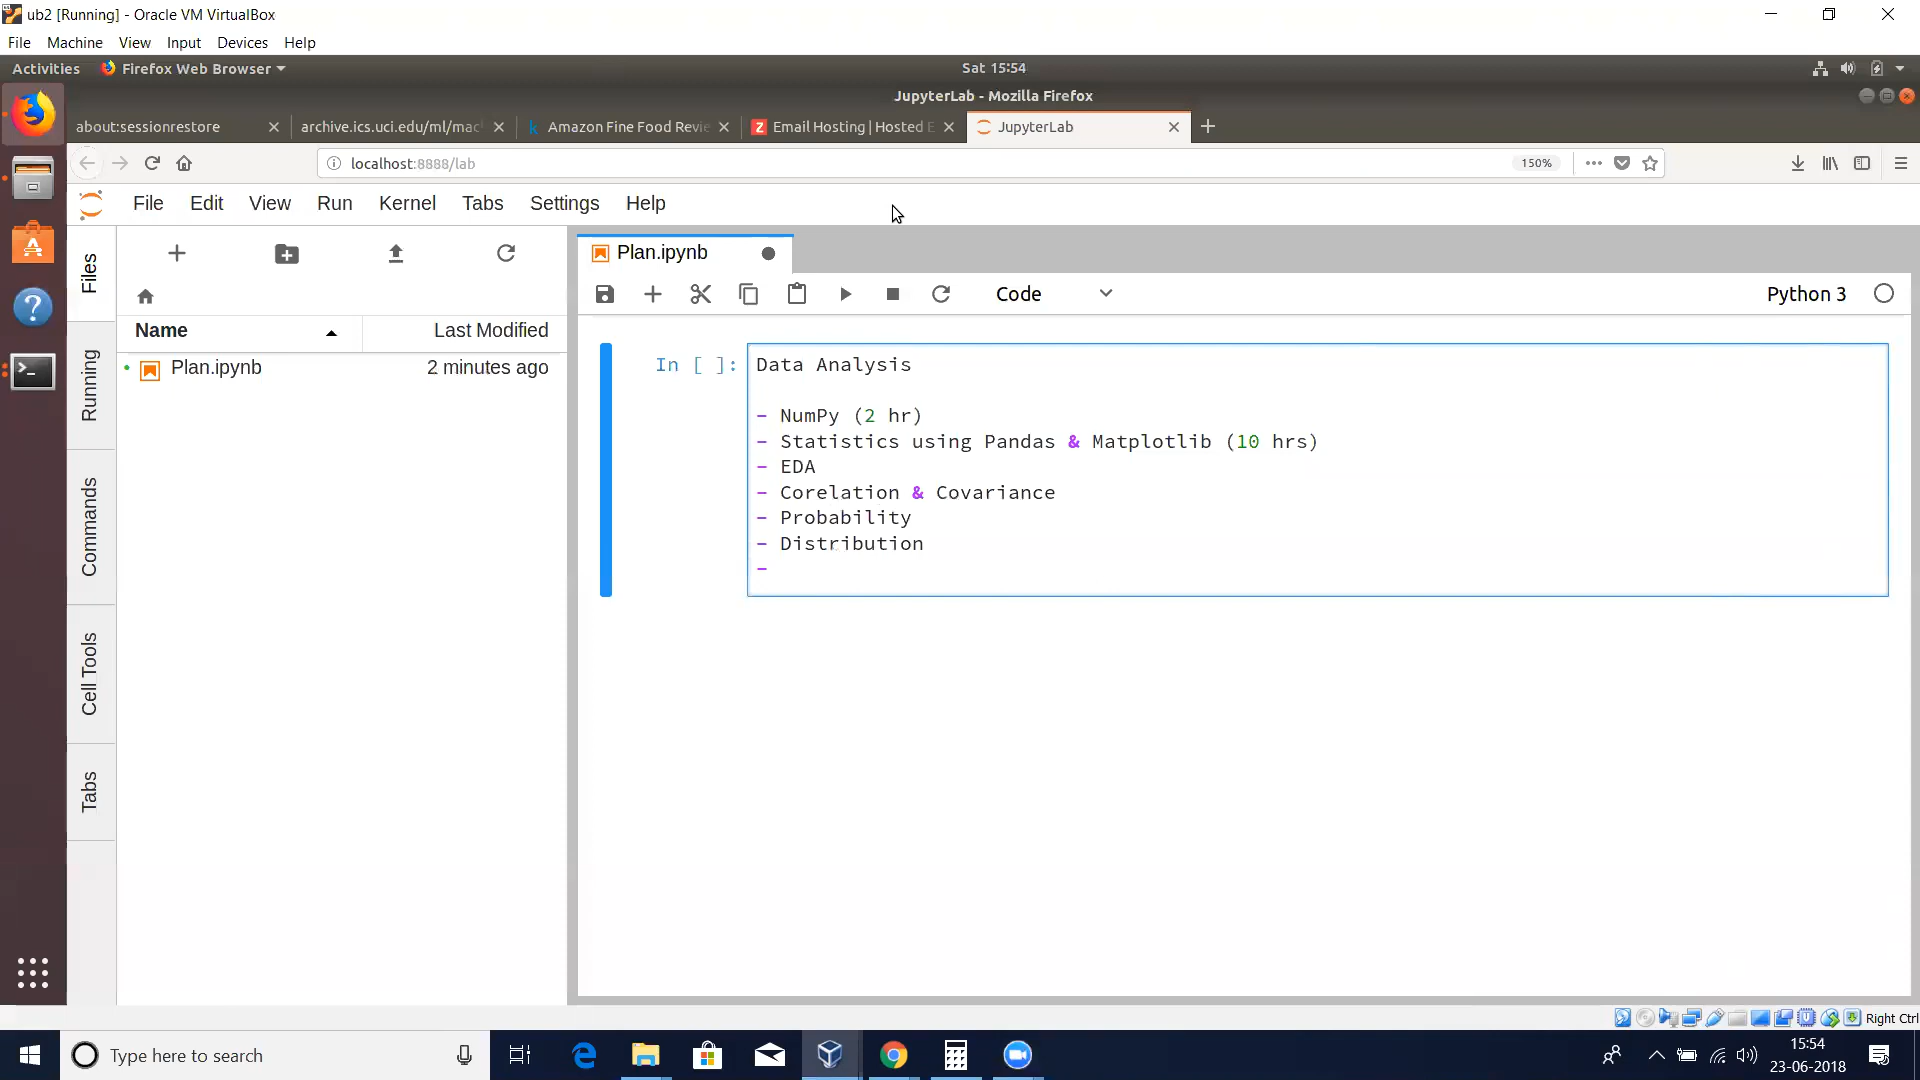 ub2 [Running] - Oracle VM VirtualBox
File Machine View Input Devices Help
Activities Firefox Web Browser Sat 15:54
JupyterLab - Mozilla Firefox
about:sessionrestore archive.ics.uci.edu/ml/mac Amazon Fine Food Revie Email Hosting | Hosted E JupyterLab
localhost:8888/lab 150%
File Edit View Run Kernel Tabs Settings Help
Files
Running
Commands
Cell Tools
Tabs
Name Last Modified
Plan.ipynb 2 minutes ago
Plan.ipynb
Code Python 3
In [ ]: Data Analysis
- NumPy (2 hr)
- Statistics using Pandas & Matplotlib (10 hrs)
- EDA
- Corelation & Covariance
- Probability
- Distribution
-
Right Ctrl
Type here to search
15:54
23-06-2018